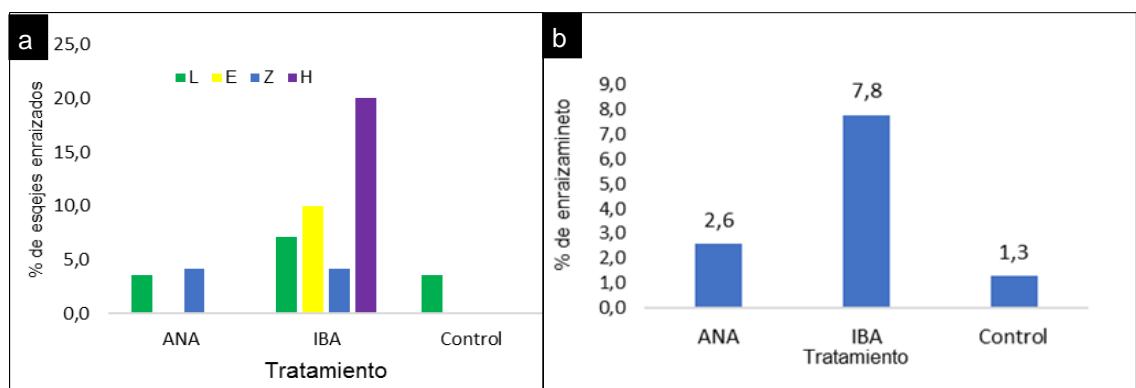 a
% de esqejes enraizados
25,0
20,0
15,0
10,0
5,0
0,0
L E Z H
ANA IBA Control
Tratamiento
b
% de enraizamineto
9,0
8,0
7,0
6,0
5,0
4,0
3,0
2,0
1,0
0,0
2,6
7,8
1,3
ANA IBA Control
Tratamiento